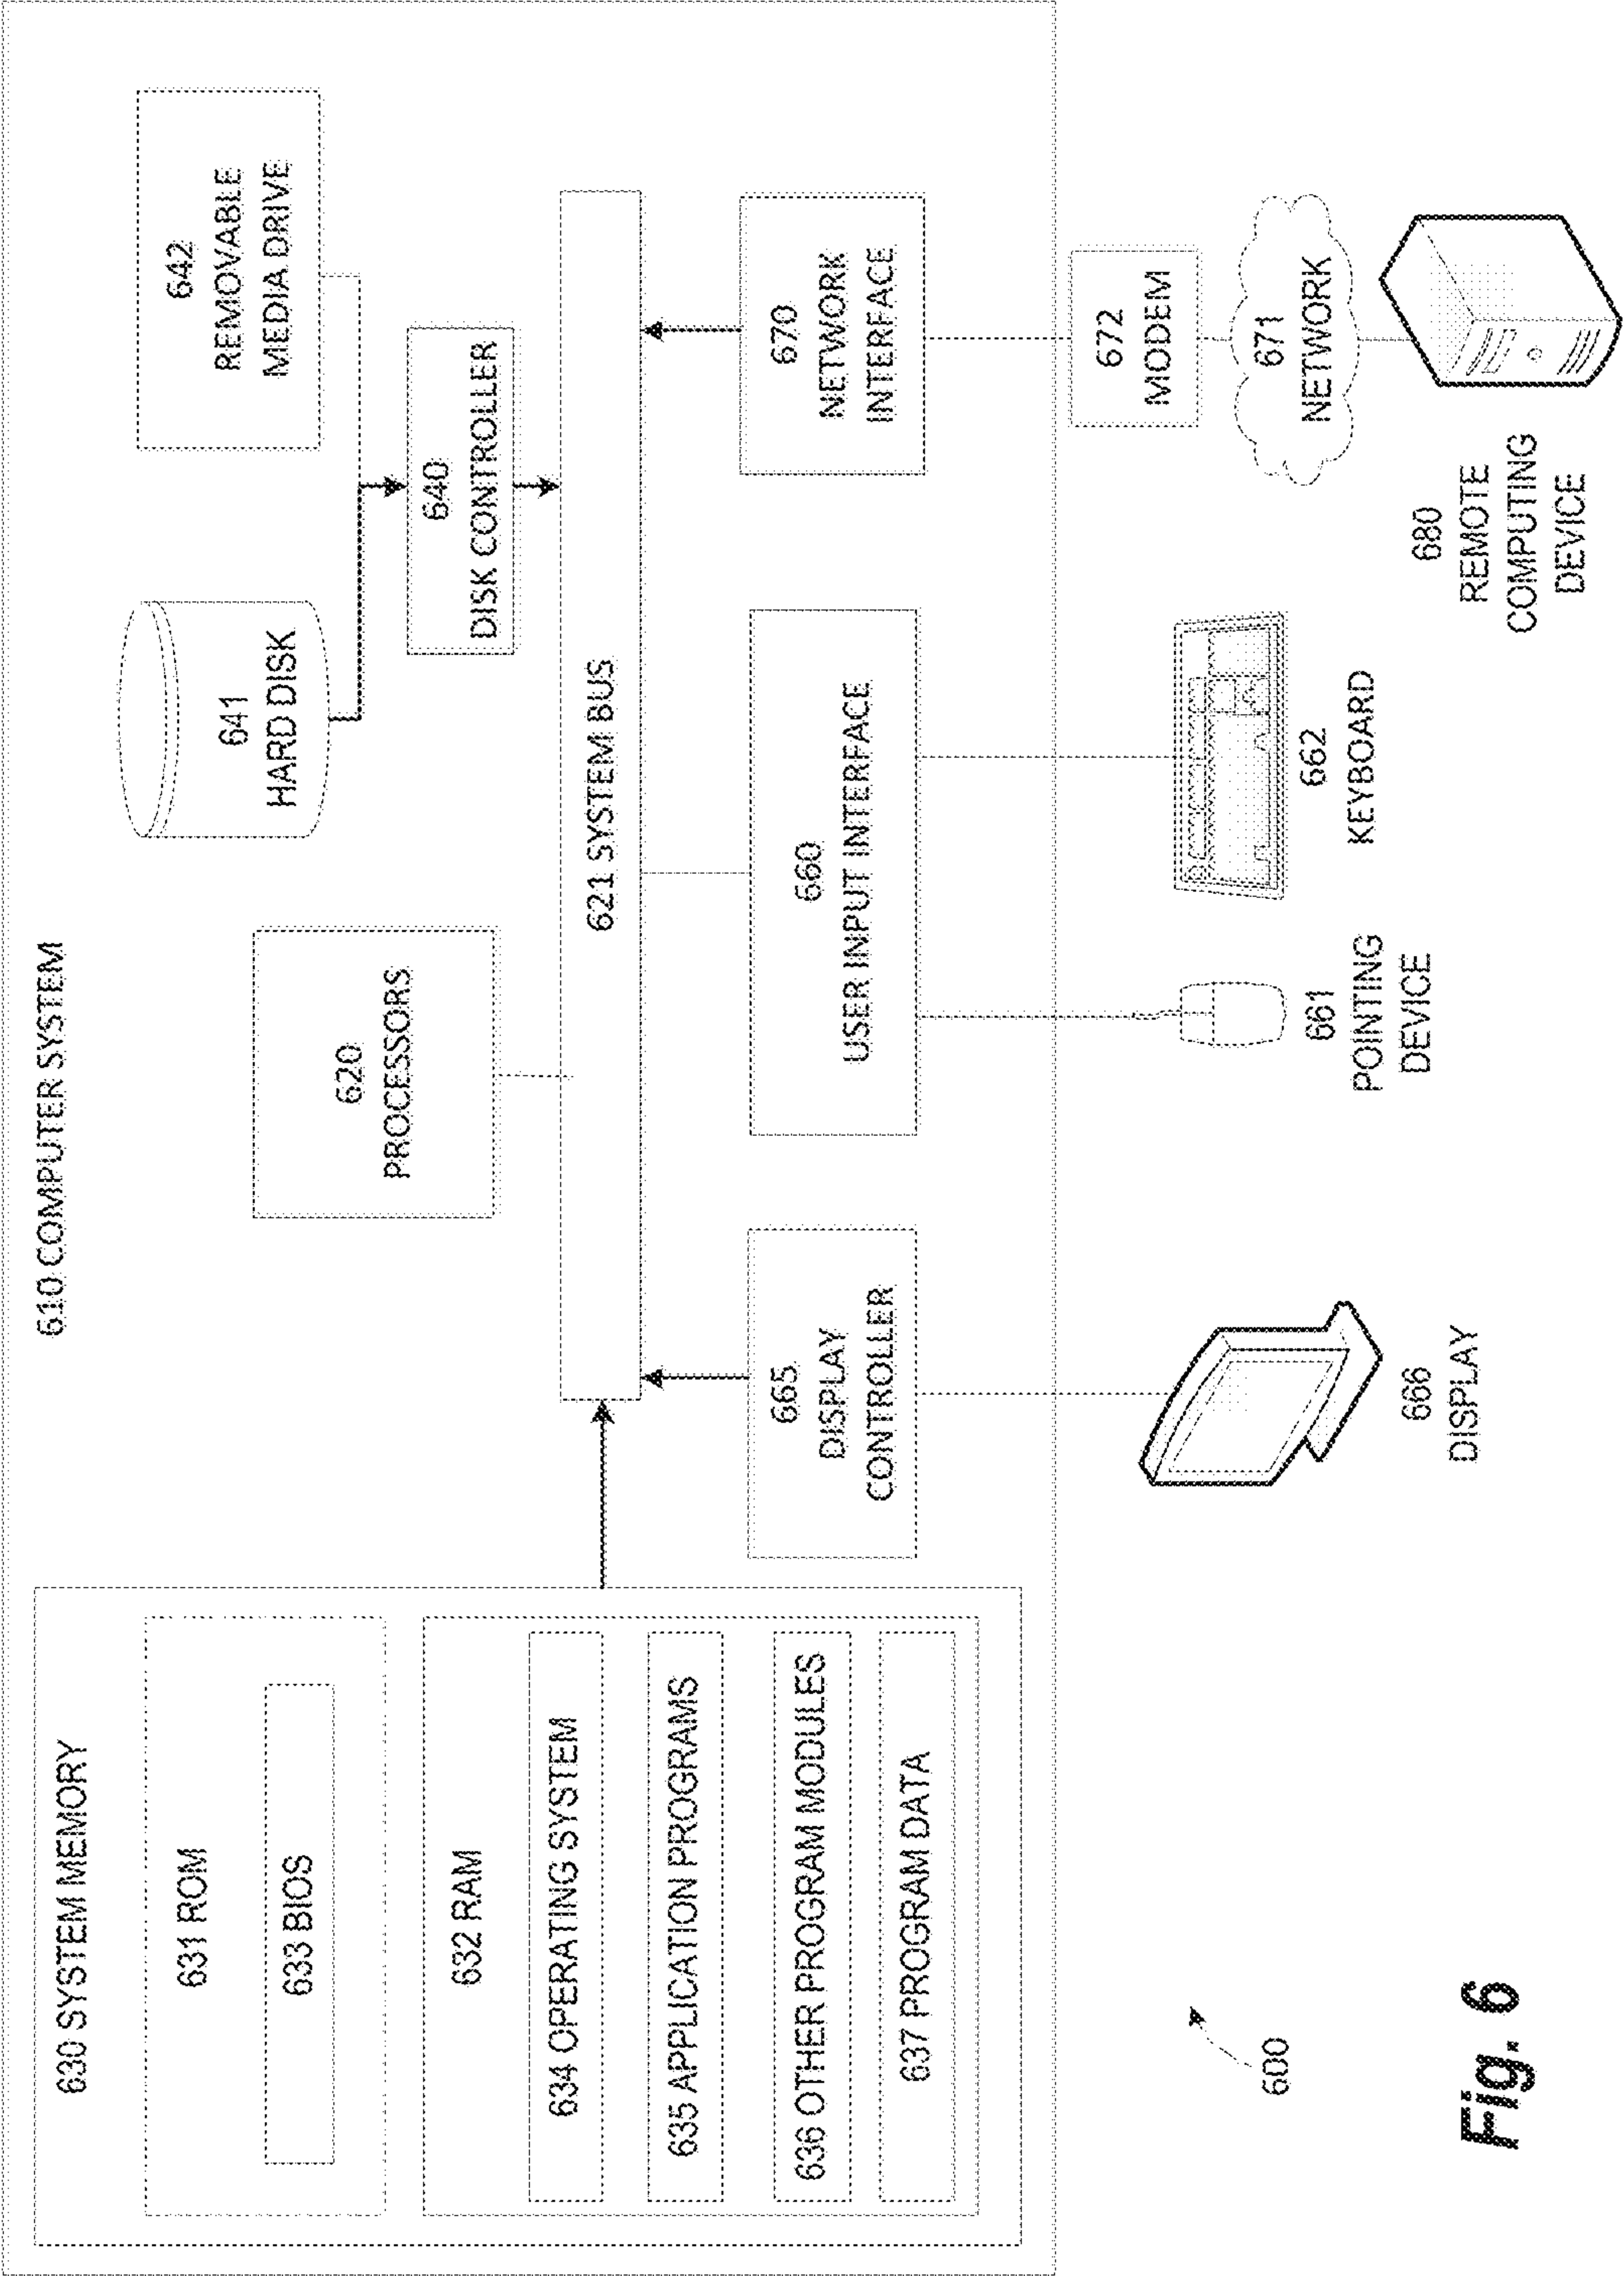 610 COMPUTER SYSTEM
630 SYSTEM MEMORY
631 ROM
633 BIOS
632 RAM
634 OPERATING SYSTEM
635 APPLICATION PROGRAMS
636 OTHER PROGRAM MODULES
637 PROGRAM DATA
620
PROCESSORS
641
HARD DISK
642
REMOVABLE
MEDIA DRIVE
640
DISK CONTROLLER
621 SYSTEM BUS
665
DISPLAY
CONTROLLER
660
USER INPUT INTERFACE
670
NETWORK
INTERFACE
672
MODEM
671
NETWORK
666
DISPLAY
661
POINTING
DEVICE
662
KEYBOARD
680
REMOTE
COMPUTING
DEVICE
600
Fig. 6